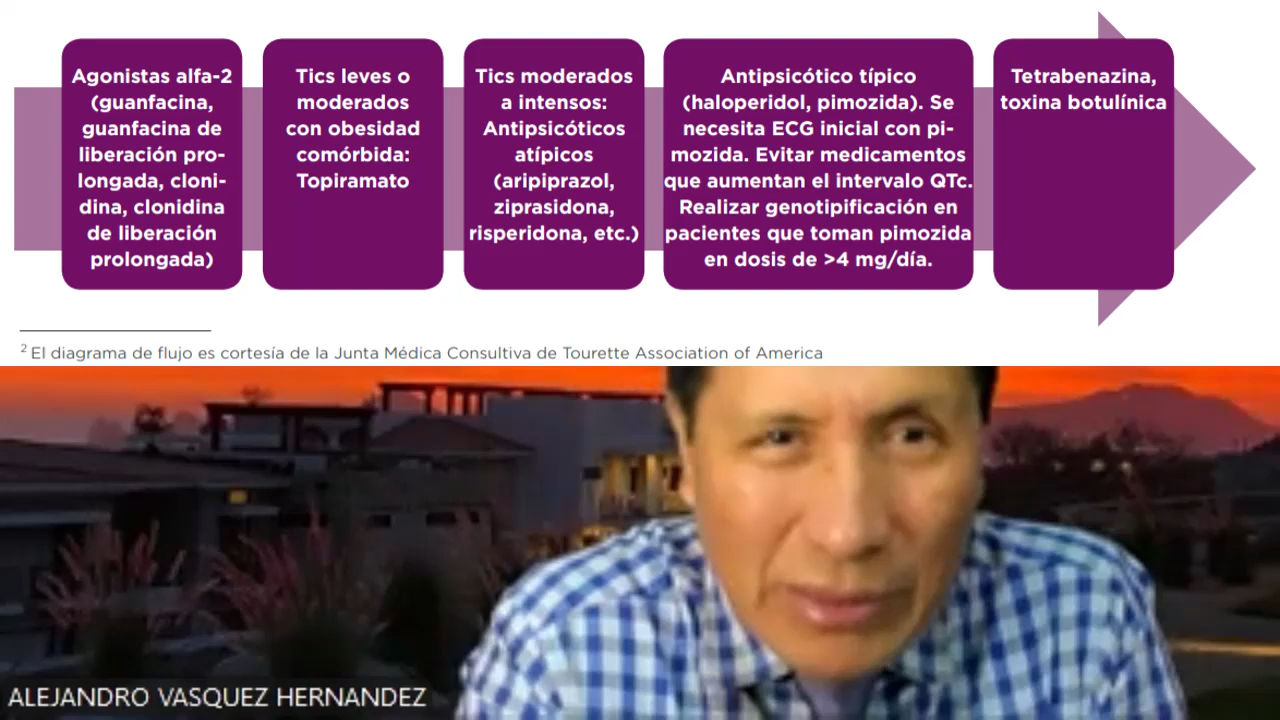 Agonistas alfa-2
(guanfacina,
guanfacina de
liberación pro-
longada, cloni-
dina, clonidina
de liberación
prolongada)
Tics leves o
moderados
con obesidad
comórbida:
Topiramato
Tics moderados
a intensos:
Antipsicóticos
atípicos
(aripiprazol,
ziprasidona,
risperidona, etc.)
Antipsicótico típico
(haloperidol, pimozida). Se
necesita ECG inicial con pi-
mozida. Evitar medicamentos
que aumentan el intervalo QTc.
Realizar genotipificación en
pacientes que toman pimozida
en dosis de >4 mg/día.
Tetrabenazina,
toxina botulínica
2 El diagrama de flujo es cortesía de la Junta Médica Consultiva de Tourette Association of America
ALEJANDRO VASQUEZ HERNANDEZ